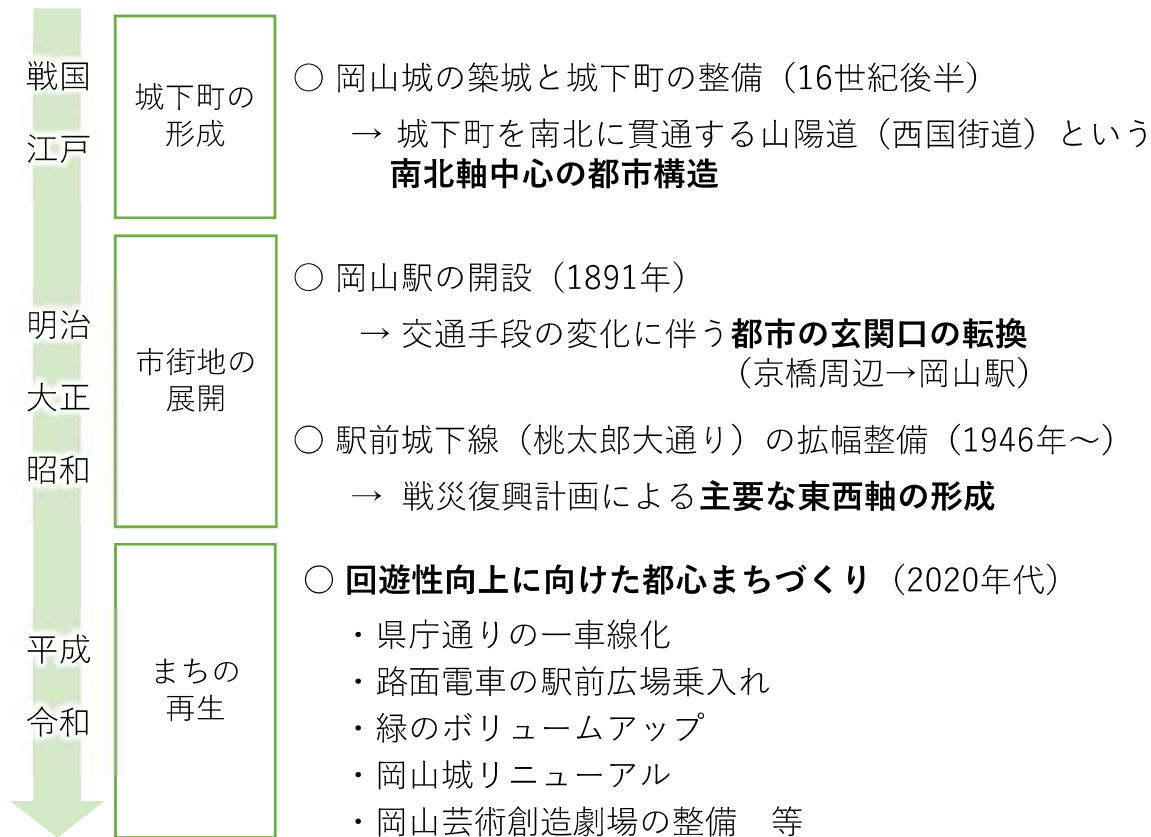 戦国
江戸
城下町の
形成
○ 岡山城の築城と城下町の整備（16世紀後半）
→ 城下町を南北に貫通する山陽道（西国街道）という
南北軸中心の都市構造
明治
大正
昭和
市街地の
展開
○ 岡山駅の開設（1891年）
→ 交通手段の変化に伴う都市の玄関口の転換
（京橋周辺→岡山駅）
○ 駅前城下線（桃太郎大通り）の拡幅整備（1946年～）
→ 戦災復興計画による主要な東西軸の形成
平成
令和
まちの
再生
○ 回遊性向上に向けた都心まちづくり（2020年代）
・県庁通りの一車線化
・路面電車の駅前広場乗入れ
・緑のボリュームアップ
・岡山城リニューアル
・岡山芸術創造劇場の整備　等